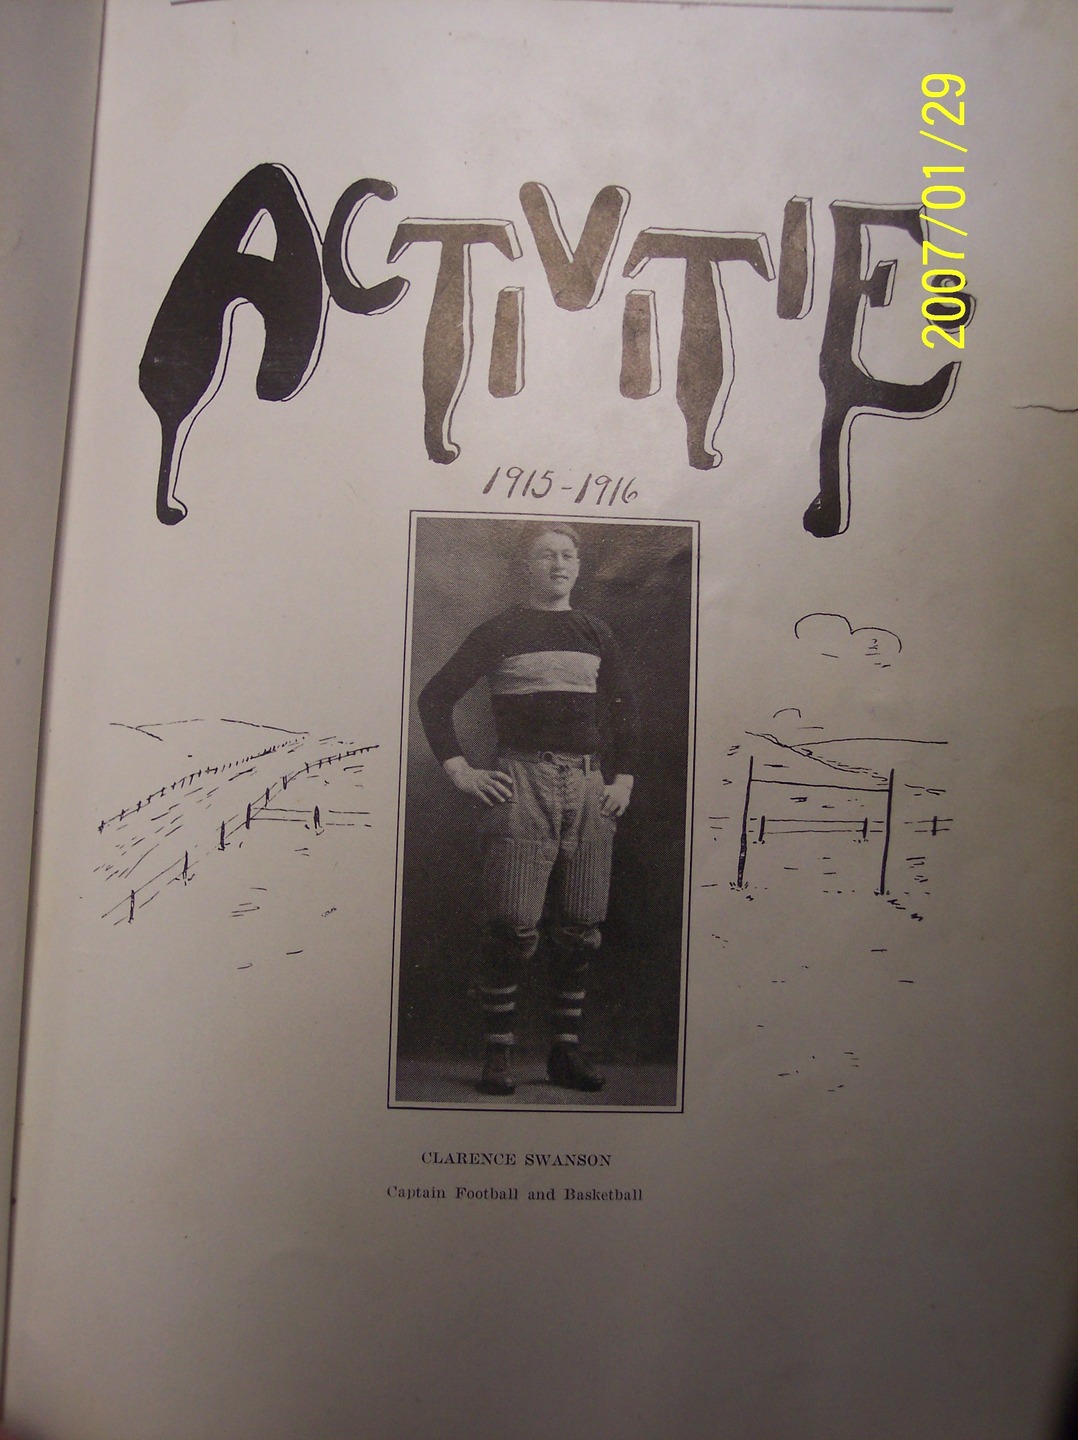 ACTiViTIES
1915-1916
CLARENCE SWANSON
Captain Football and Basketball
2007/01/29